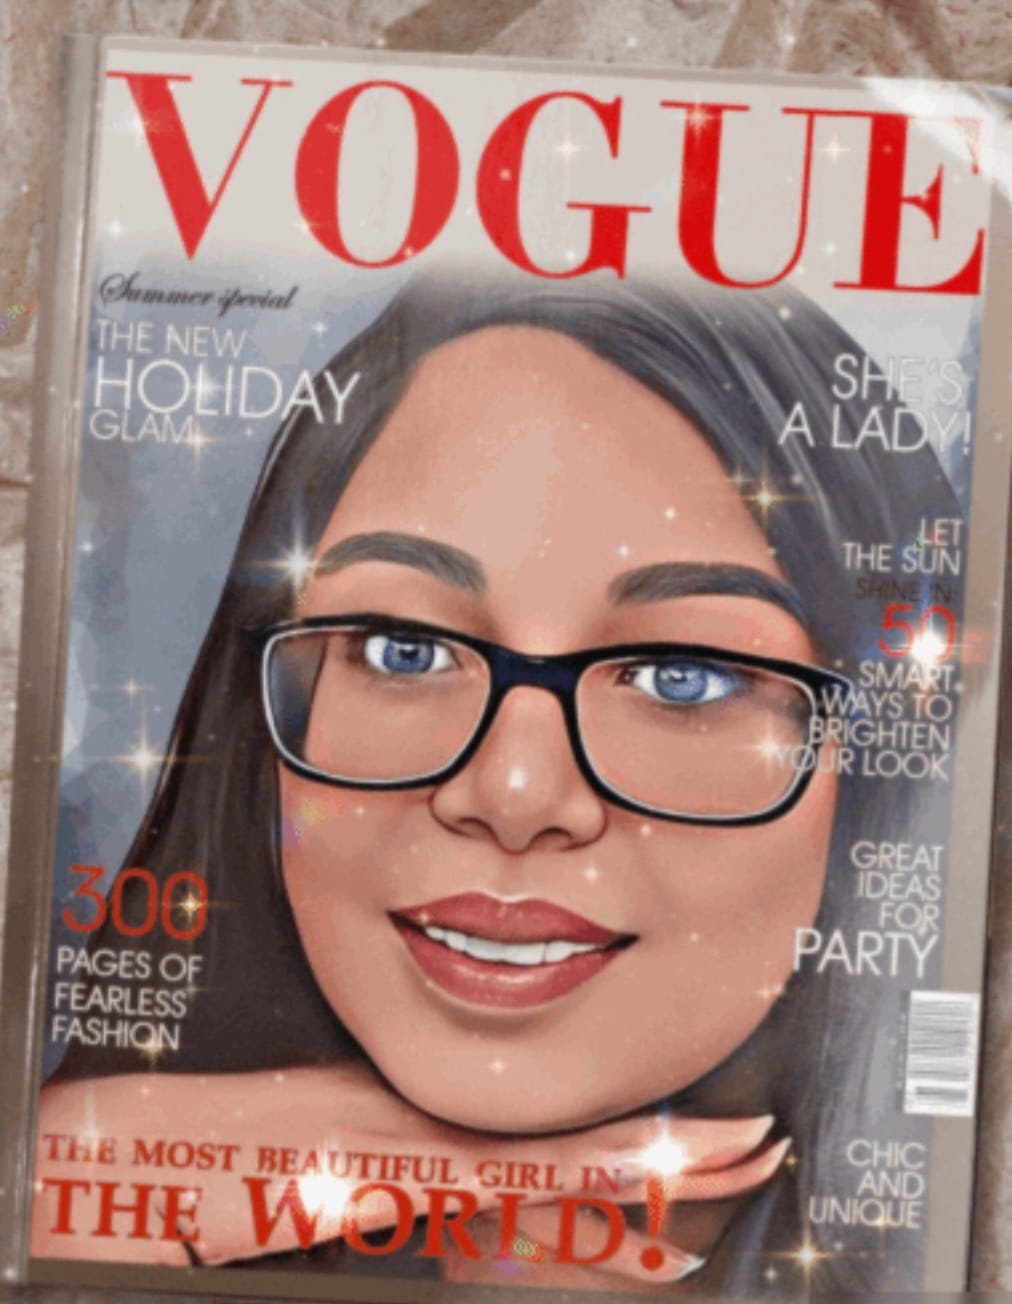 VOGUE
Summer special
THE NEW
HOLIDAY
GLAM
SHE'S
A LADY!
LET
THE SUN
SHINE IN:
50
SMART
WAYS TO
BRIGHTEN
YOUR LOOK
GREAT
IDEAS
FOR
PARTY
300
PAGES OF
FEARLESS
FASHION
CHIC
AND
UNIQUE
THE MOST BEAUTIFUL GIRL IN
THE WORLD!